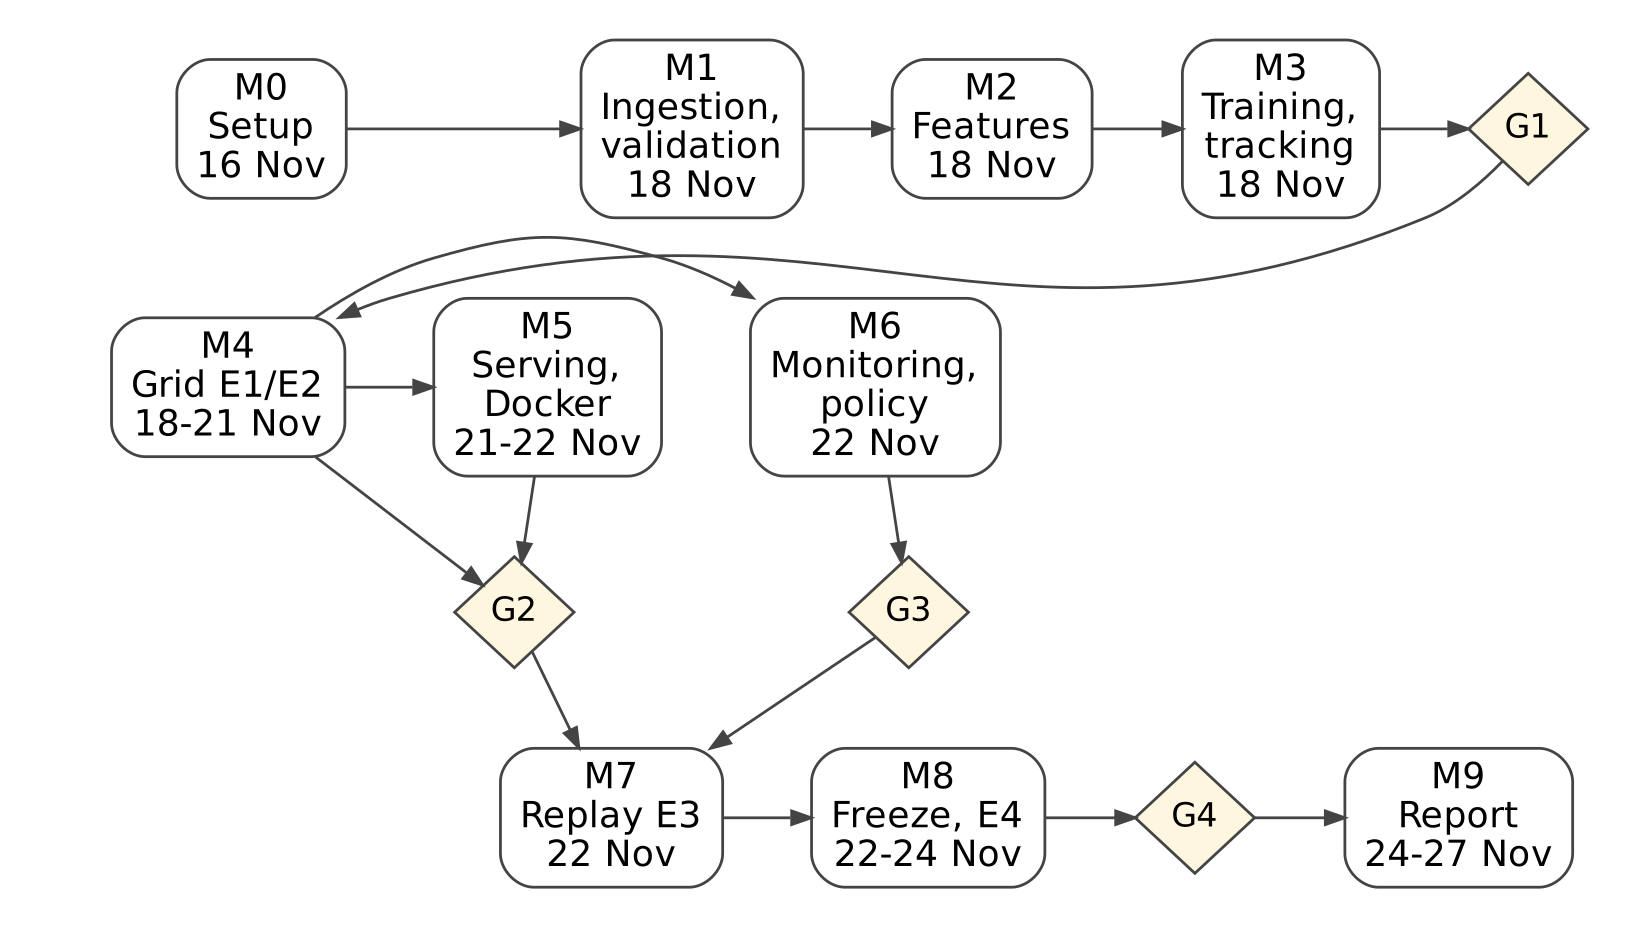 M0
Setup
16 Nov
M1
Ingestion,
validation
18 Nov
M2
Features
18 Nov
M3
Training,
tracking
18 Nov
G1
M4
Grid E1/E2
18-21 Nov
M5
Serving,
Docker
21-22 Nov
M6
Monitoring,
policy
22 Nov
G2
G3
M7
Replay E3
22 Nov
M8
Freeze, E4
22-24 Nov
G4
M9
Report
24-27 Nov